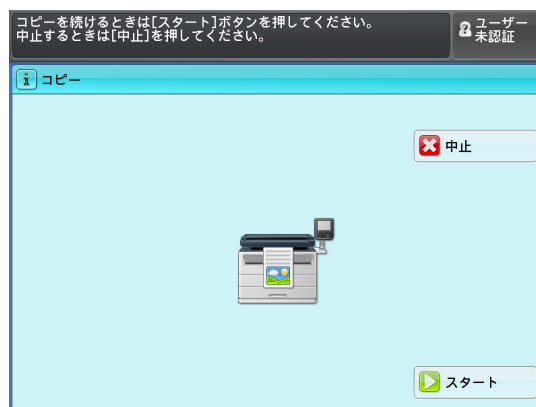 コピーを続けるときは[スタート]ボタンを押してください。
中止するときは[中止]を押してください。
ユーザー
未認証
コピー
中止
スタート